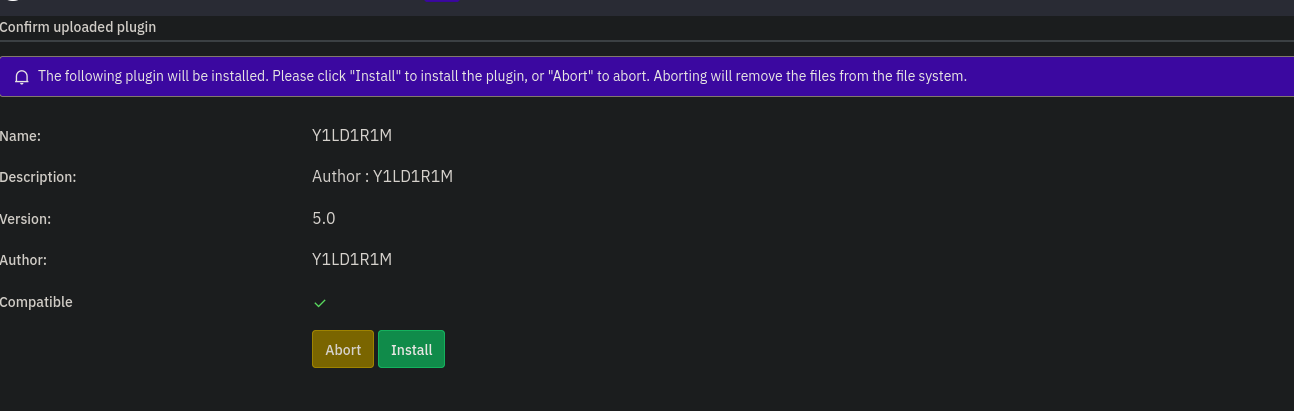 Confirm uploaded plugin
The following plugin will be installed. Please click "Install" to install the plugin, or "Abort" to abort. Aborting will remove the files from the file system.
Name: Y1LD1R1M
Description: Author : Y1LD1R1M
Version: 5.0
Author: Y1LD1R1M
Compatible
Abort Install